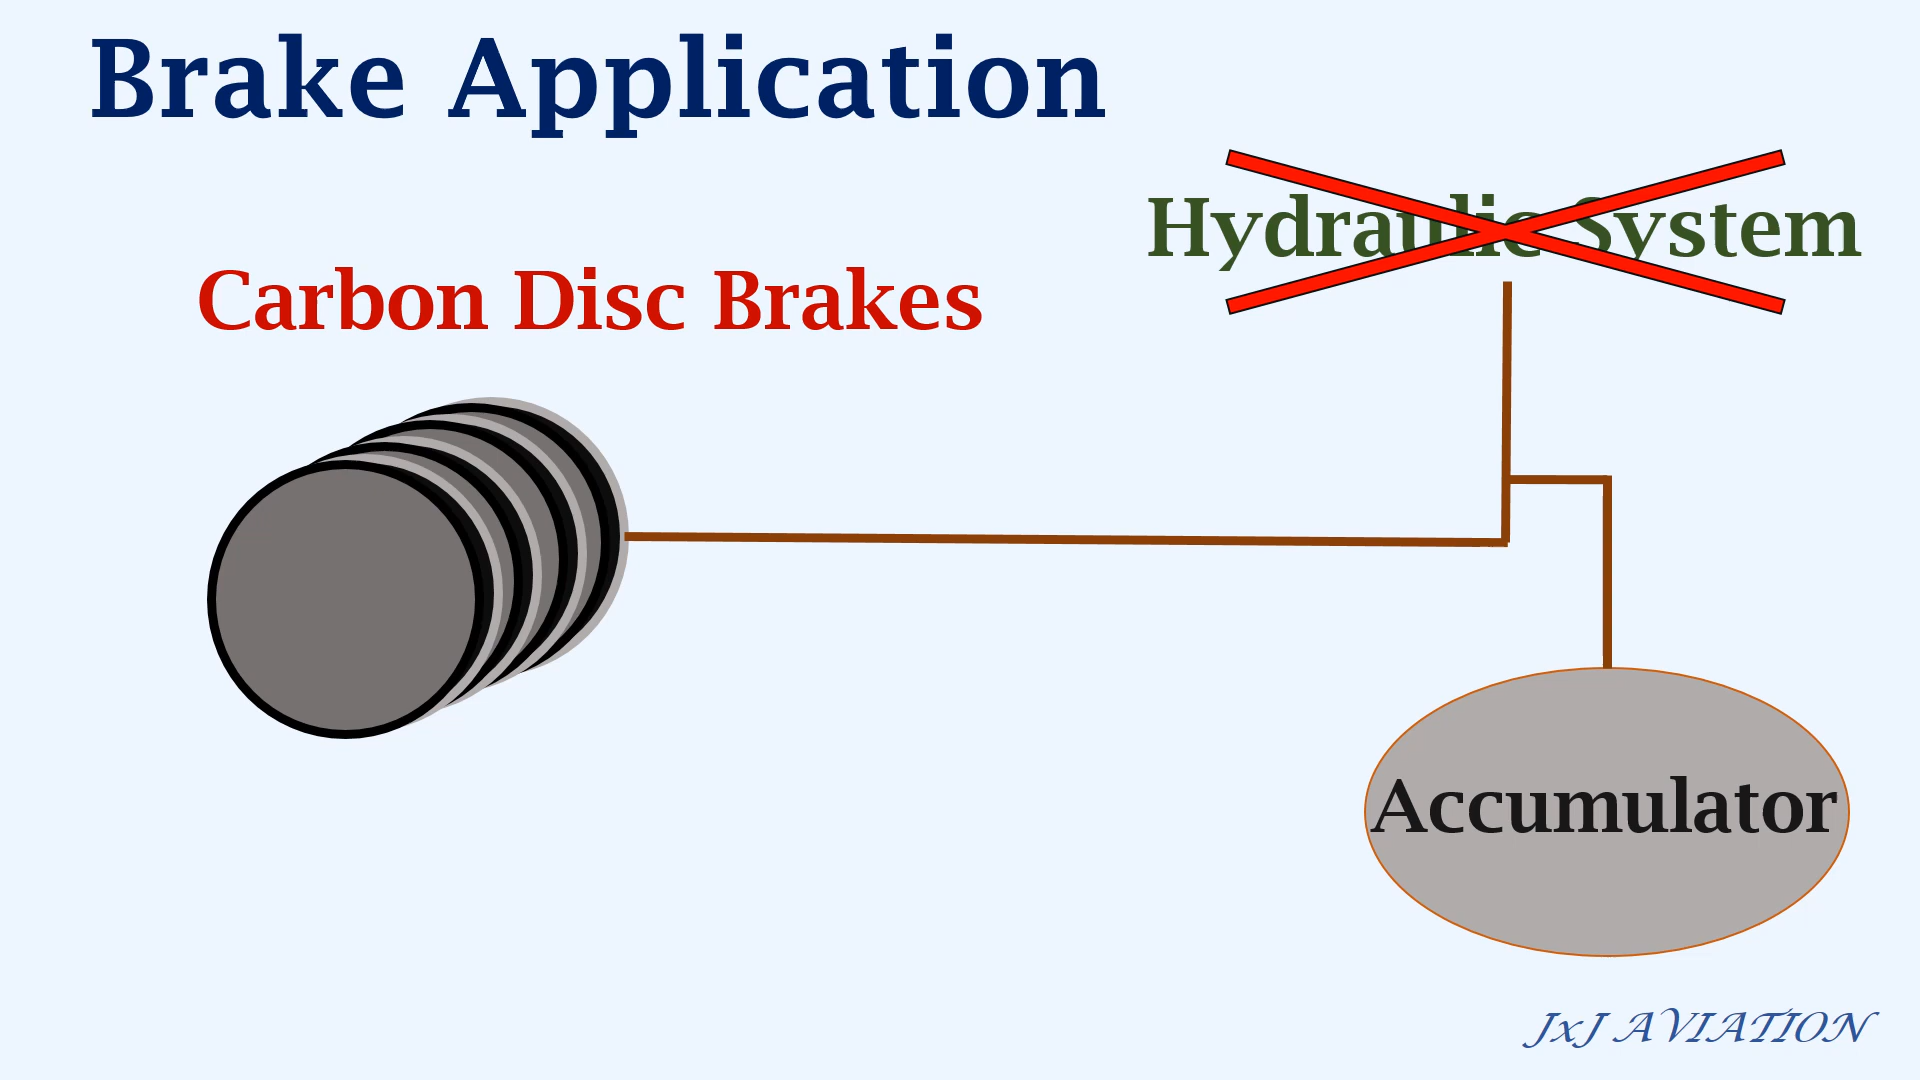 Brake Application
Hydraulic System
Carbon Disc Brakes
Accumulator
JxJ AVIATION